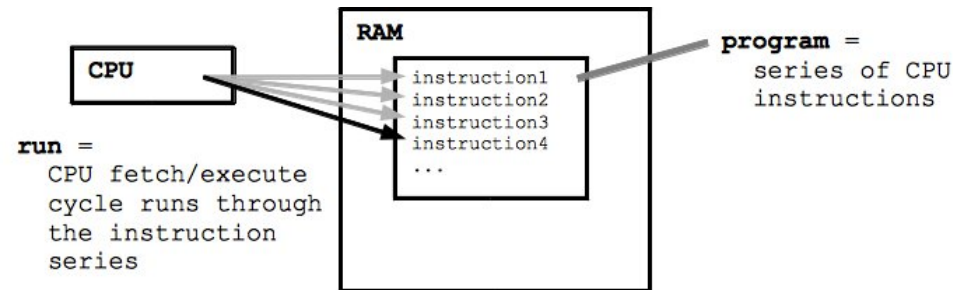 RAM
CPU
instruction1
instruction2
instruction3
instruction4
...
program =
series of CPU
instructions
run =
CPU fetch/execute
cycle runs through
the instruction
series